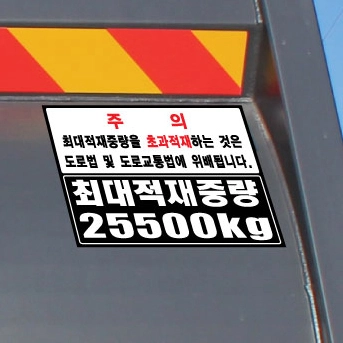 주 의
최대적재중량을 초과적재하는 것은
도로법 및 도로교통법에 위배됩니다.
최대적재중량
25500kg